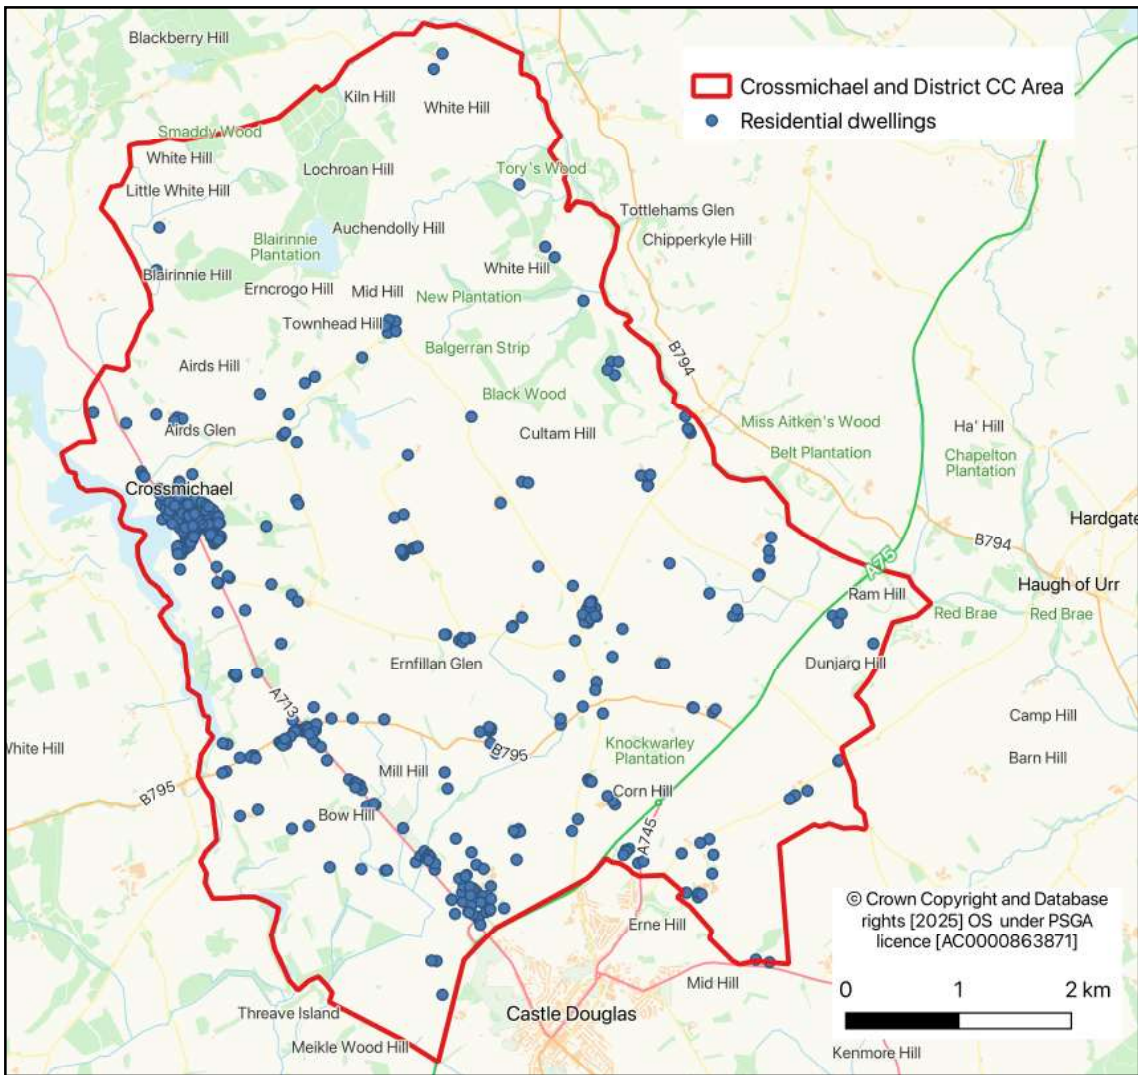 Blackberry Hill
Crossmichael and District CC Area
Residential dwellings
Kiln Hill
White Hill
Smaddy Wood
White Hill
Lochroan Hill
Tory's Wood
Little White Hill
Tottlehams Glen
Auchendolly Hill
Chipperkyle Hill
Blairinnie
Plantation
Blairinnie Hill
White Hill
Erncrogo Hill
Mid Hill
New Plantation
Townhead Hill
Balgerran Strip
B794
Airds Hill
Black Wood
Airds Glen
Cultam Hill
Miss Aitken's Wood
Ha' Hill
Belt Plantation
Chapelton
Plantation
Crossmichael
Hardgate
B794
A75
Haugh of Urr
Ram Hill
Red Brae
Red Brae
Ernfillan Glen
Dunjarg Hill
A713
Camp Hill
White Hill
Knockwarley
Plantation
B795
Barn Hill
Mill Hill
B795
Corn Hill
Bow Hill
A745
© Crown Copyright and Database
rights [2025] OS under PSGA
licence [AC0000863871]
Erne Hill
Mid Hill
0 1 2 km
Threave Island
Castle Douglas
Meikle Wood Hill
Kenmore Hill